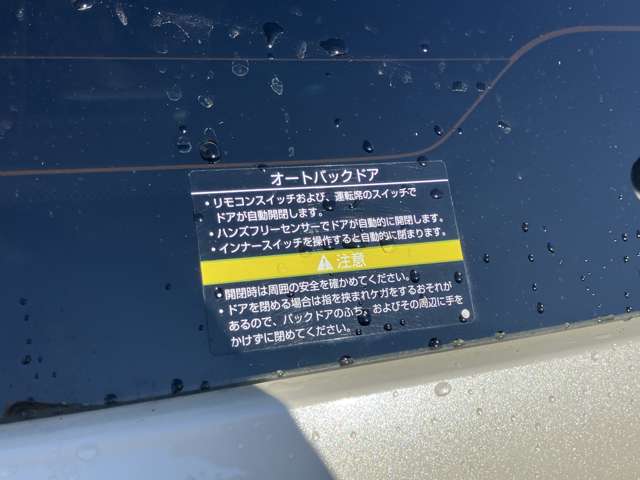 オートバックドア
・リモコンスイッチおよび、運転席のスイッチで
ドアが自動開閉します。
・ハンズフリーセンサーでドアが自動的に開閉します。
・インナースイッチを操作すると自動的に閉まります。
注意
・開閉時は周囲の安全を確かめてください。
・ドアを閉める場合は指を挟まれケガをするおそれが
あるので、バックドアのふち、およびその周辺に手を
かけずに閉めてください。